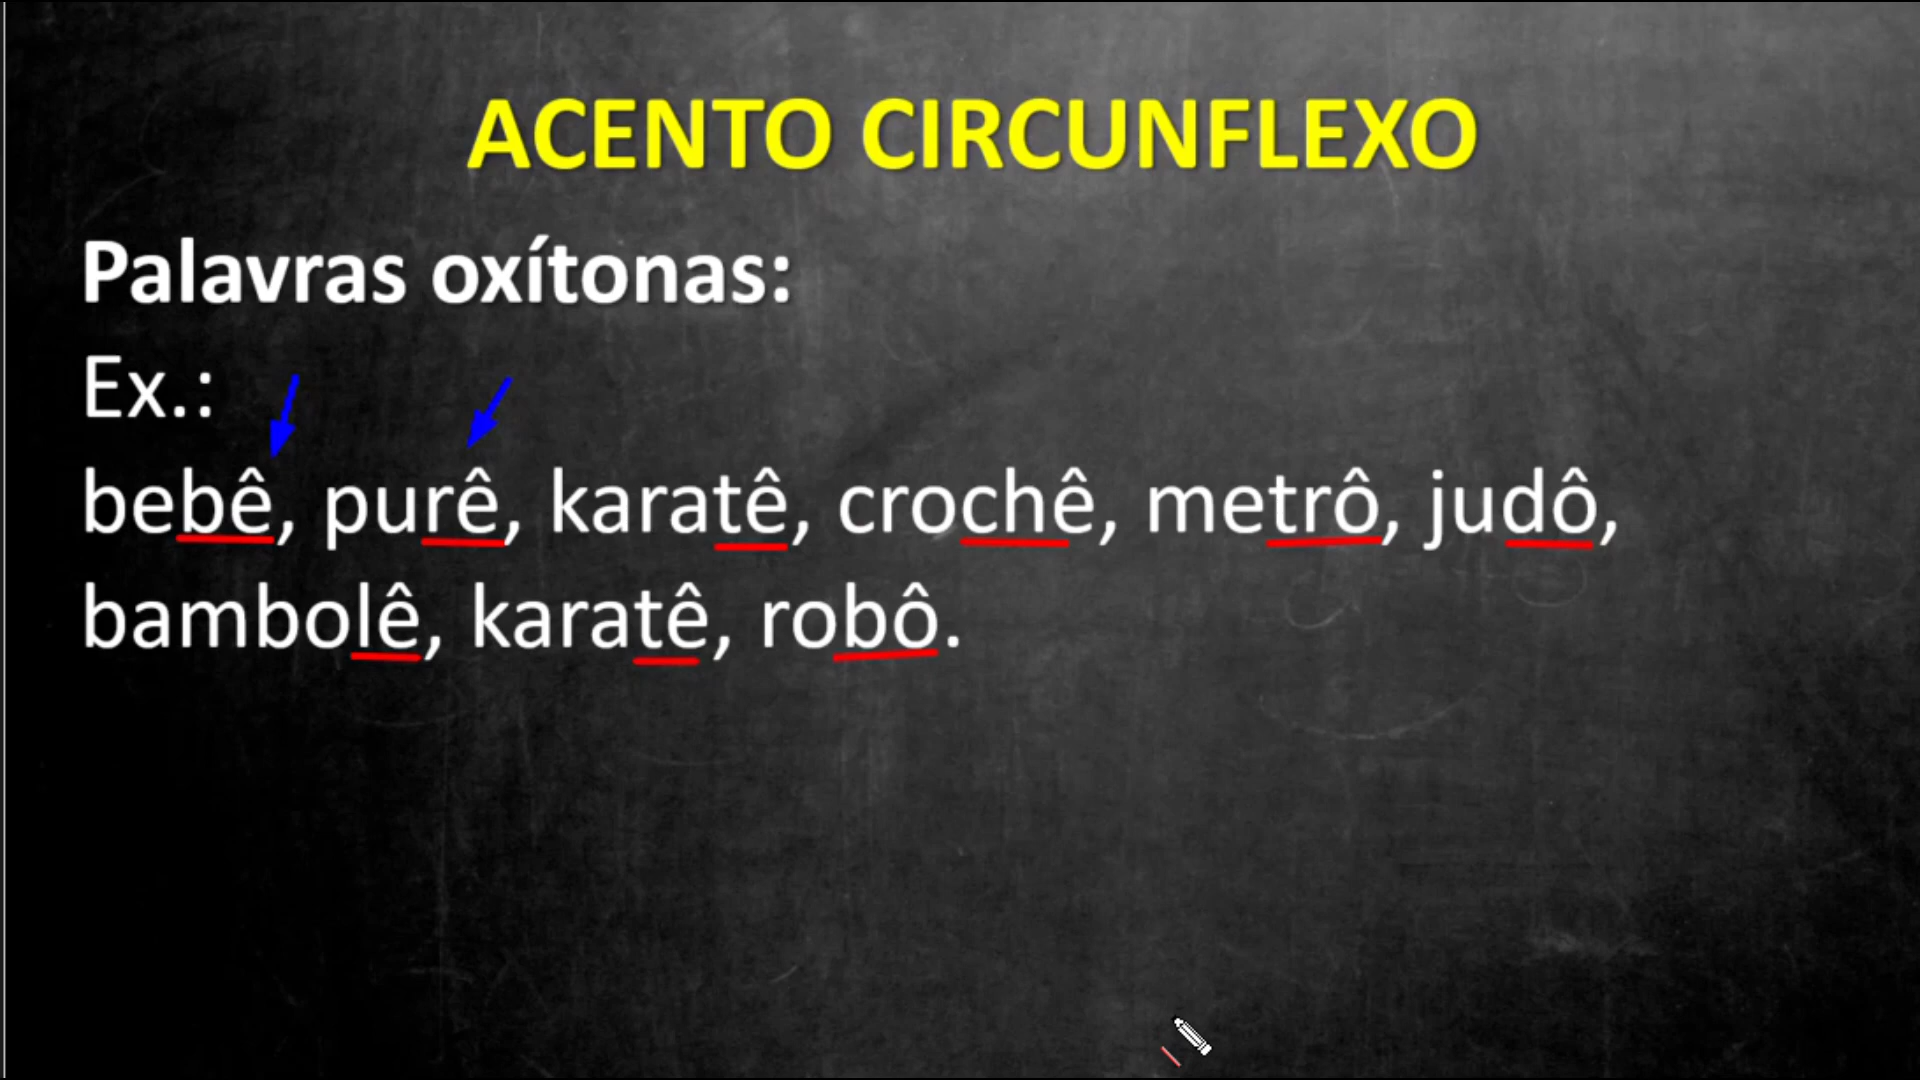 ACENTO CIRCUNFLEXO
Palavras oxítonas:
Ex.:
bebê, purê, karatê, crochê, metrô, judô,
bambolê, karatê, robô.